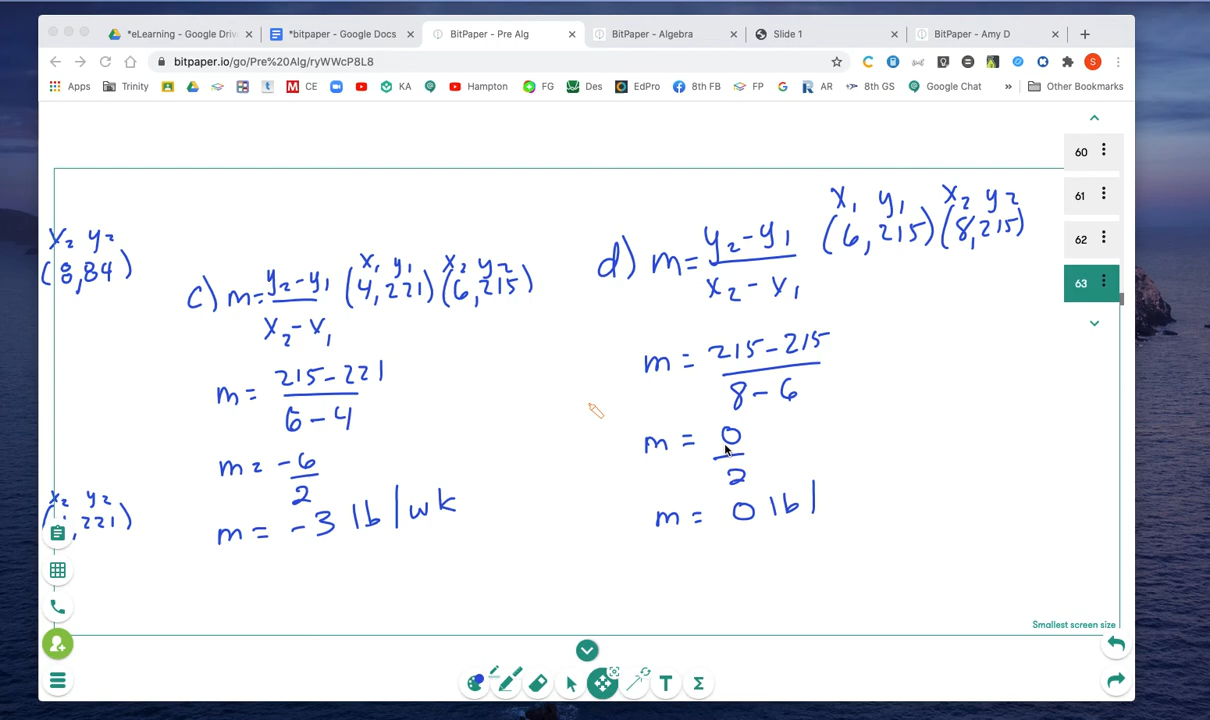 *eLearning - Google Driv
*bitpaper - Google Docs
BitPaper - Pre Alg
BitPaper - Algebra
Slide 1
BitPaper - Amy D
bitpaper.io/go/Pre%20Alg/ryWWcP8L8
S
Apps
Trinity
CE
KA
Hampton
FG
Des
EdPro
8th FB
FP
AR
8th GS
Google Chat
»
Other Bookmarks
60
61
62
63
x₂ y₂
(8,84)
x₂ y₂
,221)
c) m= y₂-y₁ / x₂-x₁
x₁ y₁ x₂ y₂
(4,221)(6,215)
m= 215-221 / 6-4
m= -6 / 2
m= -3 lb/wk
d) m= y₂-y₁ / x₂-x₁
x₁ y₁ x₂ y₂
(6,215)(8,215)
m= 215-215 / 8-6
m= 0 / 2
m= 0 lb/
Smallest screen size
T
Σ